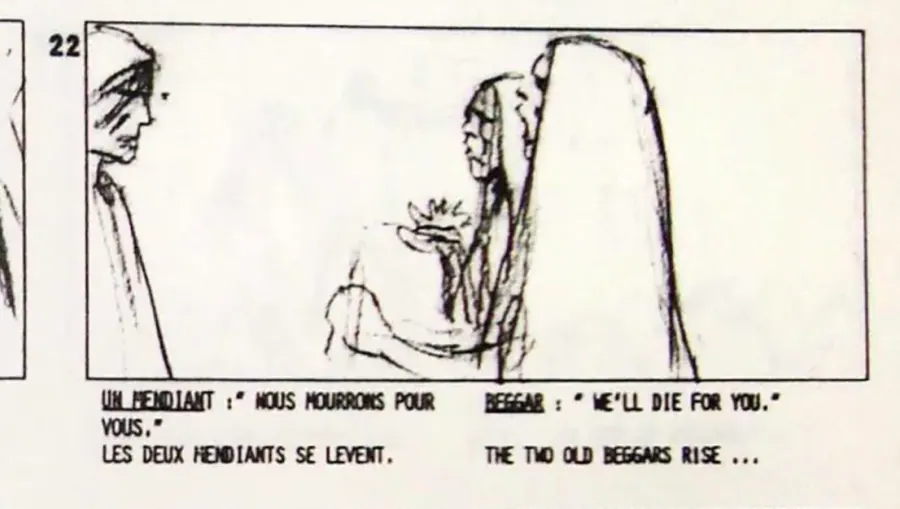 22
UN MENDIANT :" NOUS MOURRONS POUR
VOUS."
LES DEUX MENDIANTS SE LEVENT.
BEGGAR : " WE'LL DIE FOR YOU."
THE TWO OLD BEGGARS RISE ...